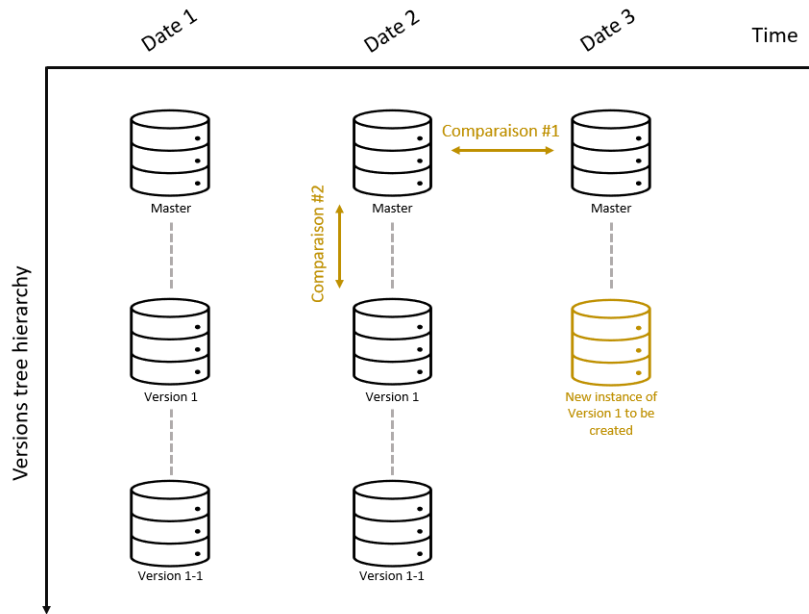 Date 1
Date 2
Date 3
Time
Comparaison #1
Master
Master
Master
Comparaison #2
Versions tree hierarchy
Version 1
Version 1
New instance of
Version 1 to be
created
Version 1-1
Version 1-1